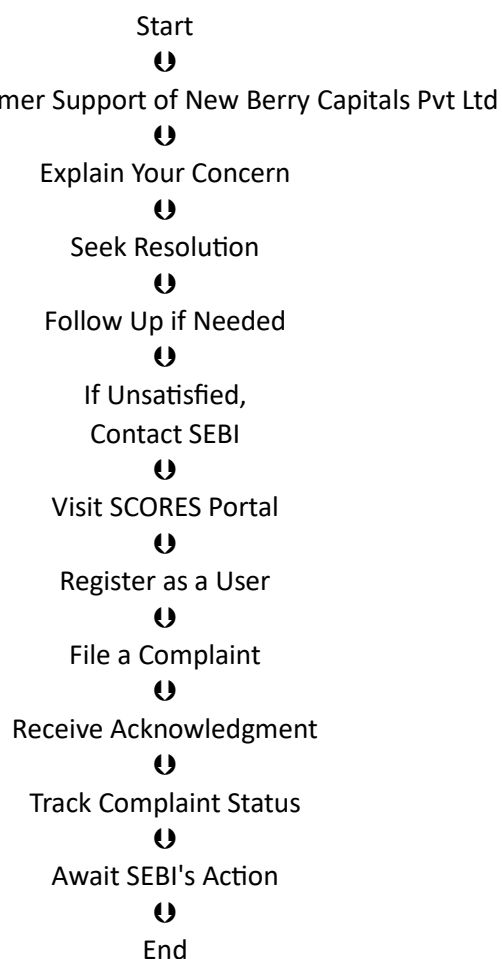 Start
mer Support of New Berry Capitals Pvt Ltd
Explain Your Concern
Seek Resolution
Follow Up if Needed
If Unsatisfied,
Contact SEBI
Visit SCORES Portal
Register as a User
File a Complaint
Receive Acknowledgment
Track Complaint Status
Await SEBI's Action
End